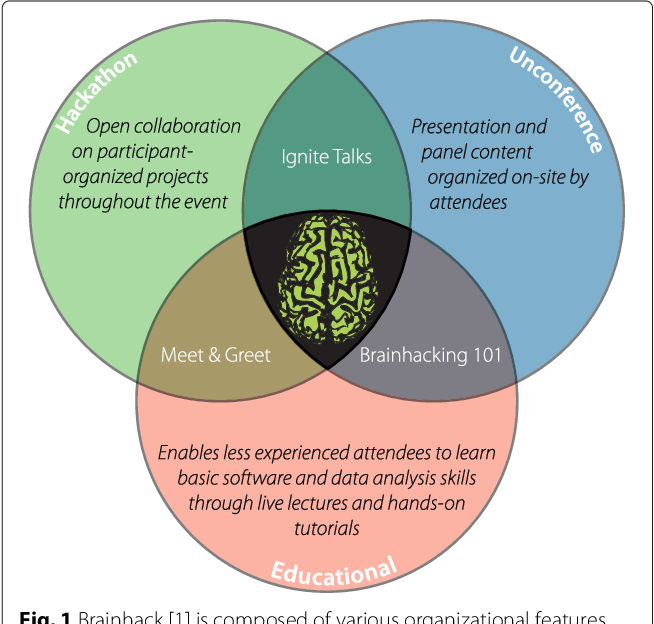 Hackathon
Unconference
Open collaboration
on participant-
organized projects
throughout the event
Ignite Talks
Presentation and
panel content
organized on-site by
attendees
Meet & Greet
Brainhacking 101
Enables less experienced attendees to learn
basic software and data analysis skills
through live lectures and hands-on
tutorials
Educational
Fig. 1 Brainhack [1] is composed of various organizational features